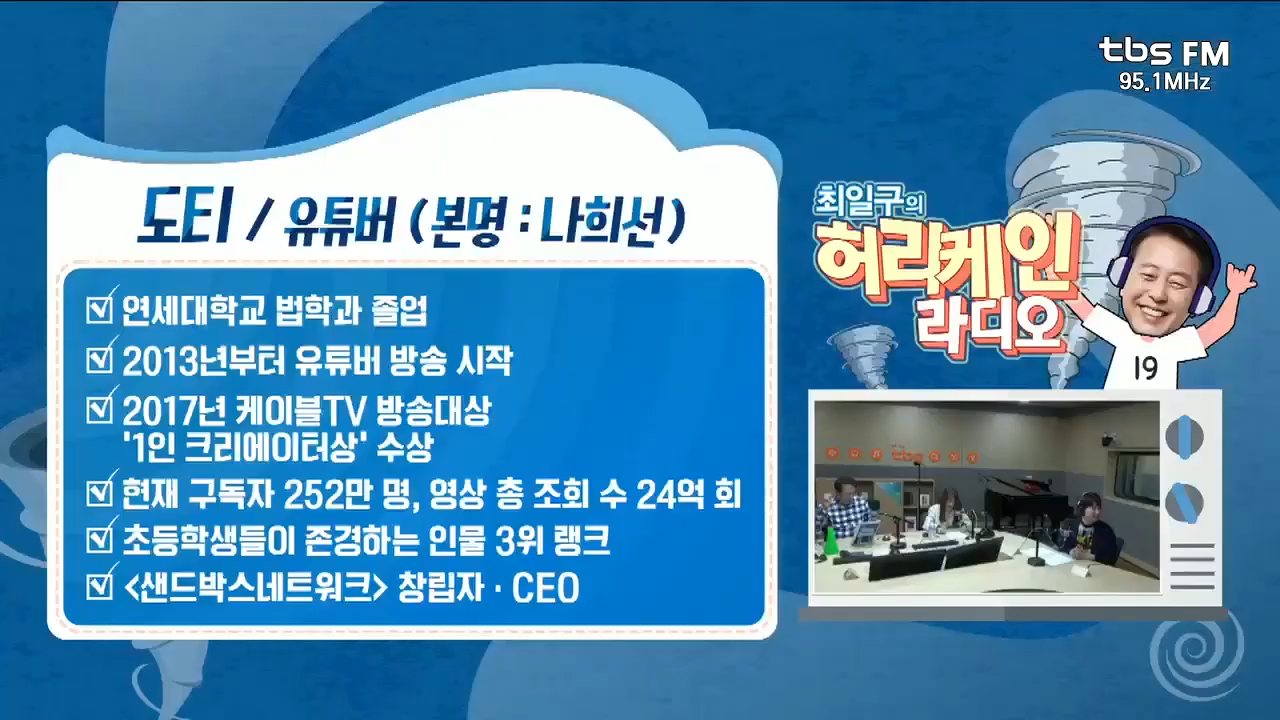 tbs FM
95.1MHz
도티 / 유튜버 (본명 : 나희선)
연세대학교 법학과 졸업
2013년부터 유튜버 방송 시작
2017년 케이블TV 방송대상
'1인 크리에이터상' 수상
현재 구독자 252만 명, 영상 총 조회 수 24억 회
초등학생들이 존경하는 인물 3위 랭크
<샌드박스네트워크> 창립자 · CEO
최일구의
허리케인
라디오
19